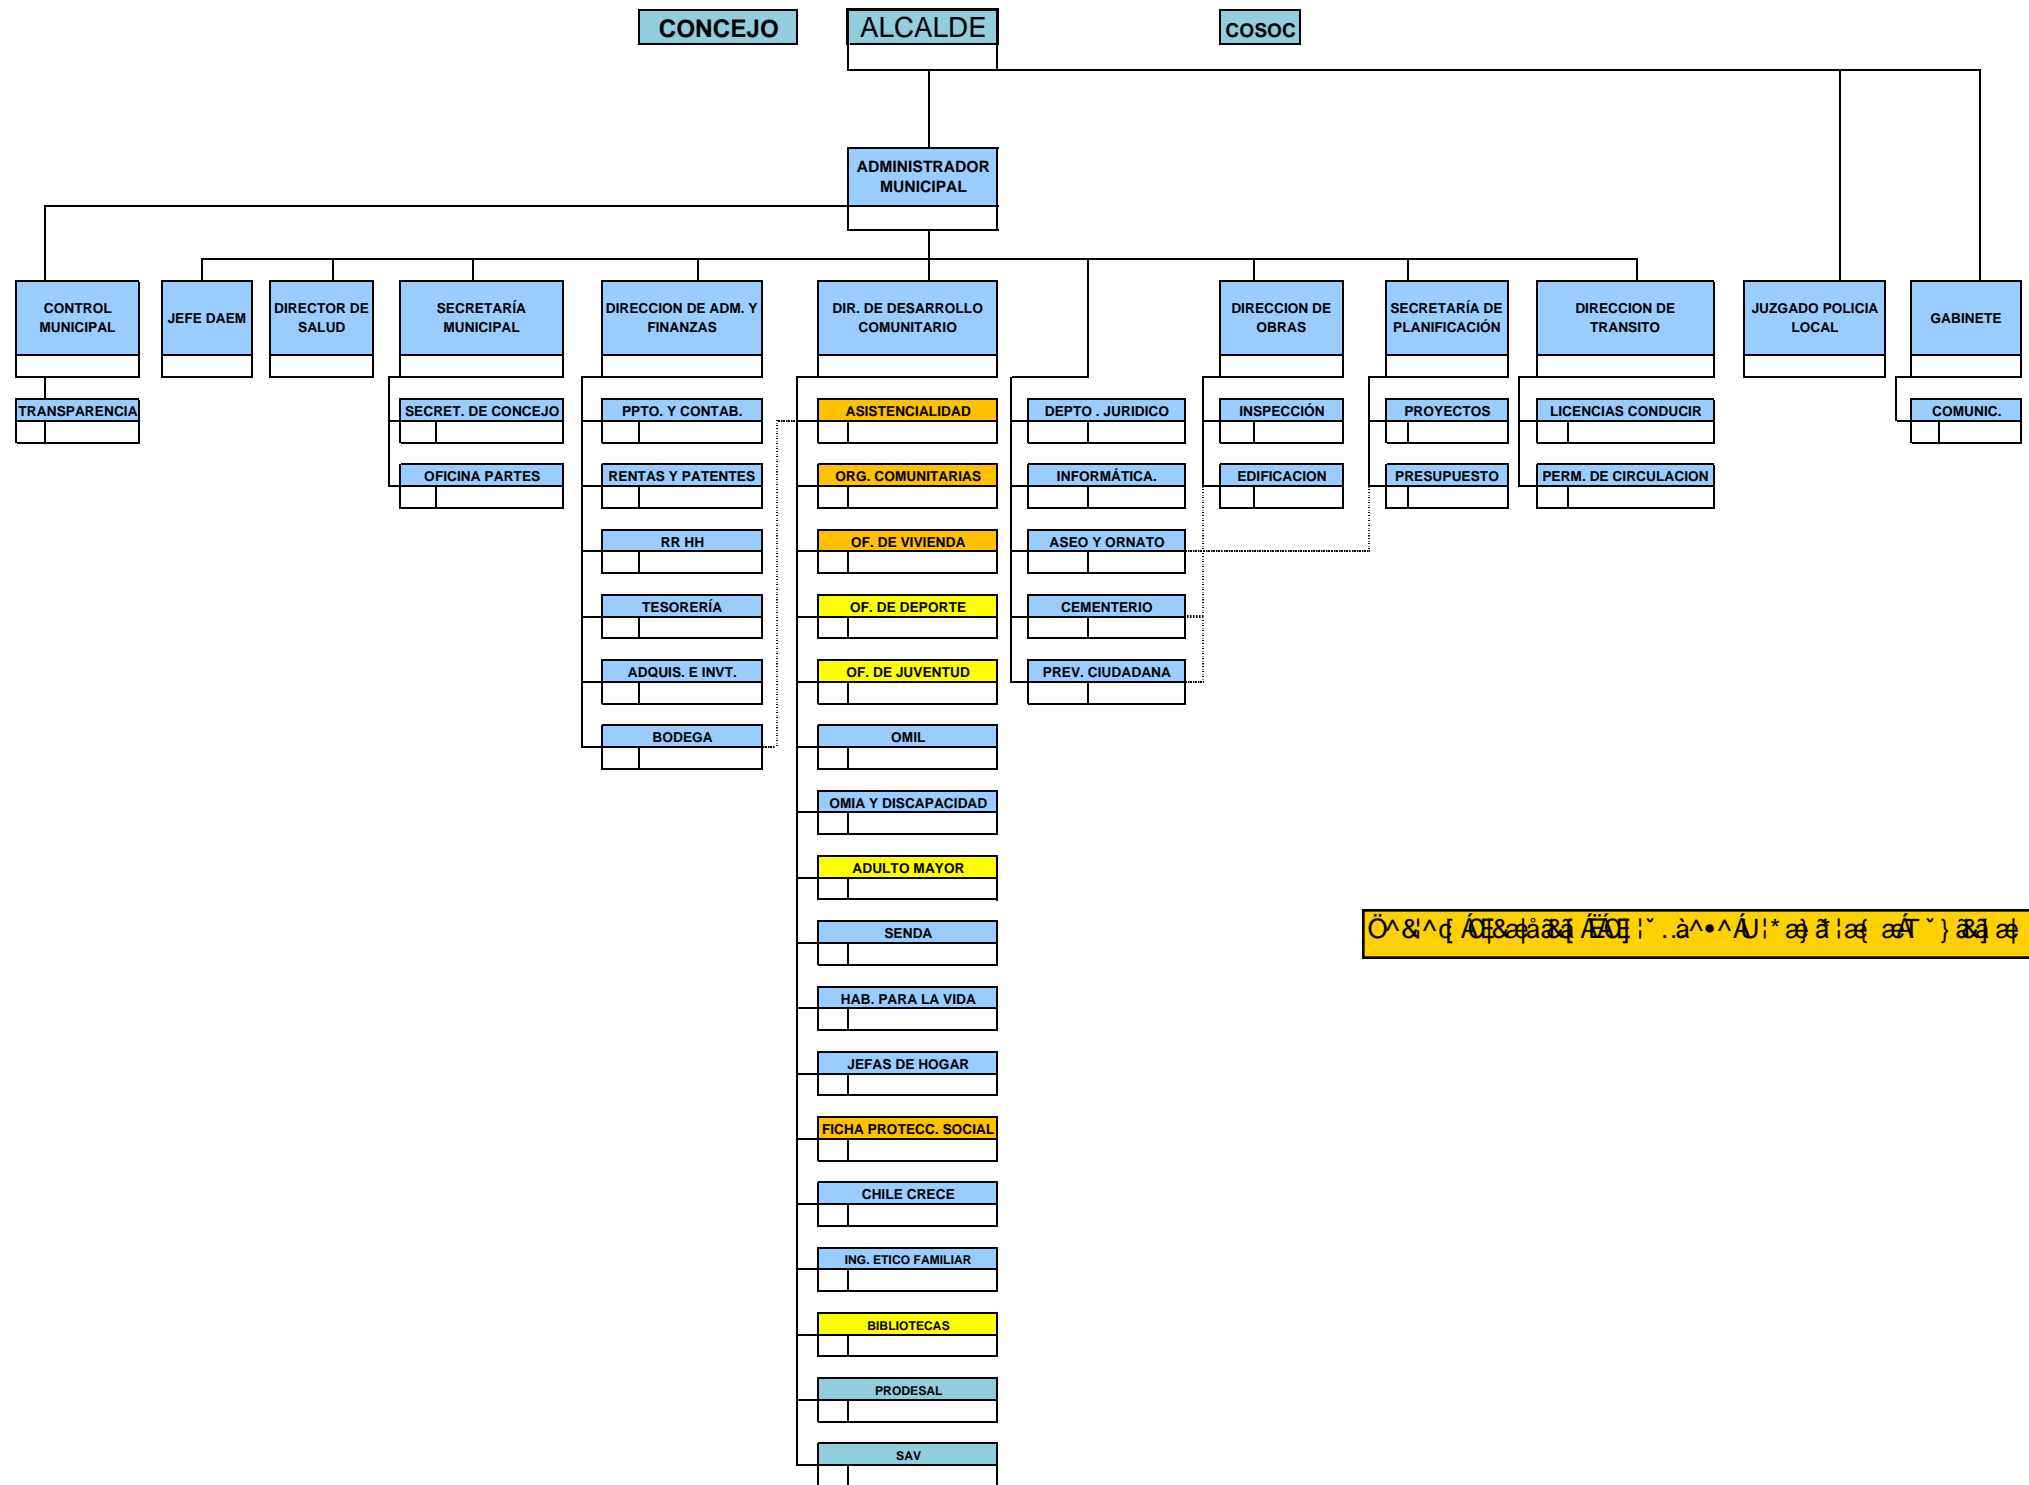 CONCEJO
ALCALDE
COSOC
ADMINISTRADOR
MUNICIPAL
CONTROL
MUNICIPAL
JEFE DAEM
DIRECTOR DE
SALUD
SECRETARÍA
MUNICIPAL
DIRECCION DE ADM. Y
FINANZAS
DIR. DE DESARROLLO
COMUNITARIO
DIRECCION DE
OBRAS
SECRETARÍA DE
PLANIFICACIÓN
DIRECCION DE
TRANSITO
JUZGADO POLICIA
LOCAL
GABINETE
TRANSPARENCIA
SECRET. DE CONCEJO
PPTO. Y CONTAB.
ASISTENCIALIDAD
DEPTO . JURIDICO
INSPECCIÓN
PROYECTOS
LICENCIAS CONDUCIR
COMUNIC.
OFICINA PARTES
RENTAS Y PATENTES
ORG. COMUNITARIAS
INFORMÁTICA.
EDIFICACION
PRESUPUESTO
PERM. DE CIRCULACION
RR HH
OF. DE VIVIENDA
ASEO Y ORNATO
TESORERÍA
OF. DE DEPORTE
CEMENTERIO
ADQUIS. E INVT.
OF. DE JUVENTUD
PREV. CIUDADANA
BODEGA
OMIL
OMIA Y DISCAPACIDAD
ADULTO MAYOR
SENDA
HAB. PARA LA VIDA
JEFAS DE HOGAR
FICHA PROTECC. SOCIAL
CHILE CRECE
ING. ETICO FAMILIAR
BIBLIOTECAS
PRODESAL
SAV